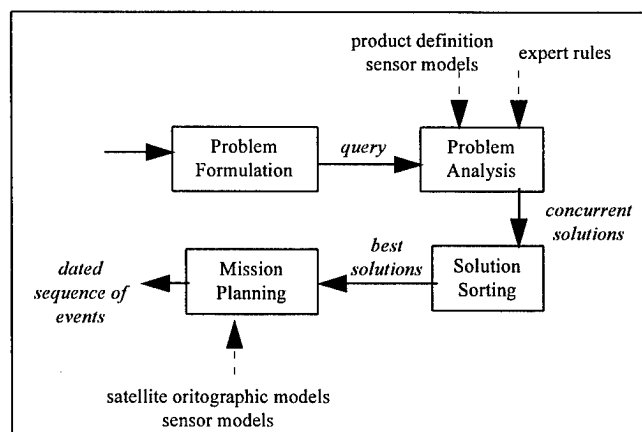 product definition
sensor models
expert rules
Problem
Formulation
query
Problem
Analysis
concurrent
solutions
Solution
Sorting
best
solutions
Mission
Planning
dated
sequence of
events
satellite oritographic models
sensor models